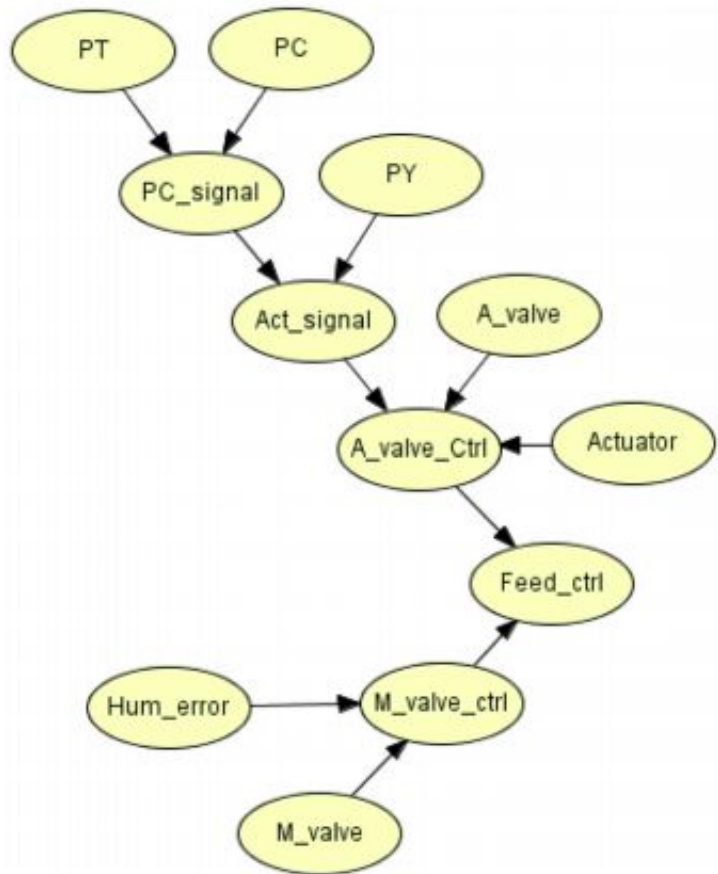 PT
PC
PC_signal
PY
Act_signal
A_valve
A_valve_Ctrl
Actuator
Feed_ctrl
Hum_error
M_valve_ctrl
M_valve